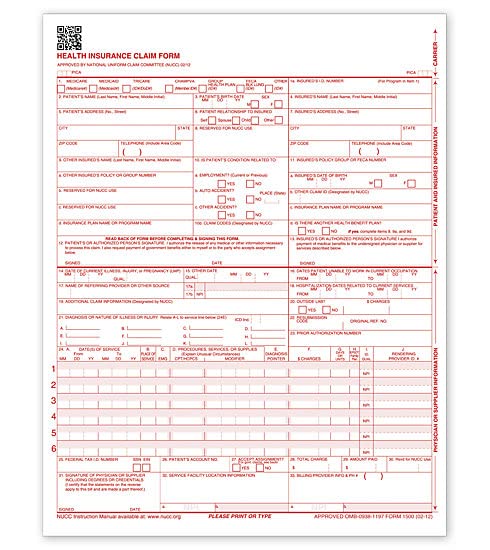 HEALTH INSURANCE CLAIM FORM
APPROVED BY NATIONAL UNIFORM CLAIM COMMITTEE (NUCC) 02/12
PICA
PICA
CARRIER
1. MEDICARE MEDICAID TRICARE CHAMPVA GROUP HEALTH PLAN FECA BLK LUNG OTHER
(Medicare#) (Medicaid#) (ID#/DoD#) (Member ID#) (ID#) (ID#) (ID#)
1a. INSURED'S I.D. NUMBER (For Program in Item 1)
2. PATIENT'S NAME (Last Name, First Name, Middle Initial)
3. PATIENT'S BIRTH DATE SEX
MM DD YY M F
4. INSURED'S NAME (Last Name, First Name, Middle Initial)
5. PATIENT'S ADDRESS (No., Street)
6. PATIENT RELATIONSHIP TO INSURED
Self Spouse Child Other
7. INSURED'S ADDRESS (No., Street)
CITY STATE
8. RESERVED FOR NUCC USE
CITY STATE
ZIP CODE TELEPHONE (Include Area Code)
( )
ZIP CODE TELEPHONE (Include Area Code)
( )
9. OTHER INSURED'S NAME (Last Name, First Name, Middle Initial)
10. IS PATIENT'S CONDITION RELATED TO:
11. INSURED'S POLICY GROUP OR FECA NUMBER
a. OTHER INSURED'S POLICY OR GROUP NUMBER
a. EMPLOYMENT? (Current or Previous)
YES NO
a. INSURED'S DATE OF BIRTH SEX
MM DD YY M F
b. RESERVED FOR NUCC USE
b. AUTO ACCIDENT? PLACE (State)
YES NO
b. OTHER CLAIM ID (Designated by NUCC)
c. RESERVED FOR NUCC USE
c. OTHER ACCIDENT?
YES NO
c. INSURANCE PLAN NAME OR PROGRAM NAME
d. INSURANCE PLAN NAME OR PROGRAM NAME
10d. CLAIM CODES (Designated by NUCC)
d. IS THERE ANOTHER HEALTH BENEFIT PLAN?
YES NO If yes, complete items 9, 9a, and 9d.
READ BACK OF FORM BEFORE COMPLETING & SIGNING THIS FORM.
12. PATIENT'S OR AUTHORIZED PERSON'S SIGNATURE I authorize the release of any medical or other information necessary
to process this claim. I also request payment of government benefits either to myself or to the party who accepts assignment
below.
SIGNED DATE
13. INSURED'S OR AUTHORIZED PERSON'S SIGNATURE I authorize
payment of medical benefits to the undersigned physician or supplier for
services described below.
SIGNED
PATIENT AND INSURED INFORMATION
14. DATE OF CURRENT ILLNESS, INJURY, or PREGNANCY (LMP)
MM DD YY QUAL.
15. OTHER DATE
QUAL. MM DD YY
16. DATES PATIENT UNABLE TO WORK IN CURRENT OCCUPATION
MM DD YY MM DD YY
FROM TO
17. NAME OF REFERRING PROVIDER OR OTHER SOURCE
17a.
17b. NPI
18. HOSPITALIZATION DATES RELATED TO CURRENT SERVICES
MM DD YY MM DD YY
FROM TO
19. ADDITIONAL CLAIM INFORMATION (Designated by NUCC)
20. OUTSIDE LAB? $ CHARGES
YES NO
21. DIAGNOSIS OR NATURE OF ILLNESS OR INJURY Relate A-L to service line below (24E) ICD Ind.
A. B. C. D.
E. F. G. H.
I. J. K. L.
22. RESUBMISSION CODE ORIGINAL REF. NO.
23. PRIOR AUTHORIZATION NUMBER
24. A. DATE(S) OF SERVICE
From To
MM DD YY MM DD YY
B. PLACE OF SERVICE
C. EMG
D. PROCEDURES, SERVICES, OR SUPPLIES
(Explain Unusual Circumstances)
CPT/HCPCS MODIFIER
E. DIAGNOSIS POINTER
F. $ CHARGES
G. DAYS OR UNITS
H. EPSDT Family Plan
I. ID. QUAL.
J. RENDERING PROVIDER ID. #
1 NPI
2 NPI
3 NPI
4 NPI
5 NPI
6 NPI
PHYSICIAN OR SUPPLIER INFORMATION
25. FEDERAL TAX I.D. NUMBER SSN EIN
26. PATIENT'S ACCOUNT NO.
27. ACCEPT ASSIGNMENT?
(For govt. claims, see back)
YES NO
28. TOTAL CHARGE
$
29. AMOUNT PAID
$
30. Rsvd for NUCC Use
31. SIGNATURE OF PHYSICIAN OR SUPPLIER
INCLUDING DEGREES OR CREDENTIALS
(I certify that the statements on the reverse
apply to this bill and are made a part thereof.)
SIGNED DATE
32. SERVICE FACILITY LOCATION INFORMATION
a. b.
33. BILLING PROVIDER INFO & PH # ( )
a. b.
NUCC Instruction Manual available at: www.nucc.org
PLEASE PRINT OR TYPE
APPROVED OMB-0938-1197 FORM 1500 (02-12)